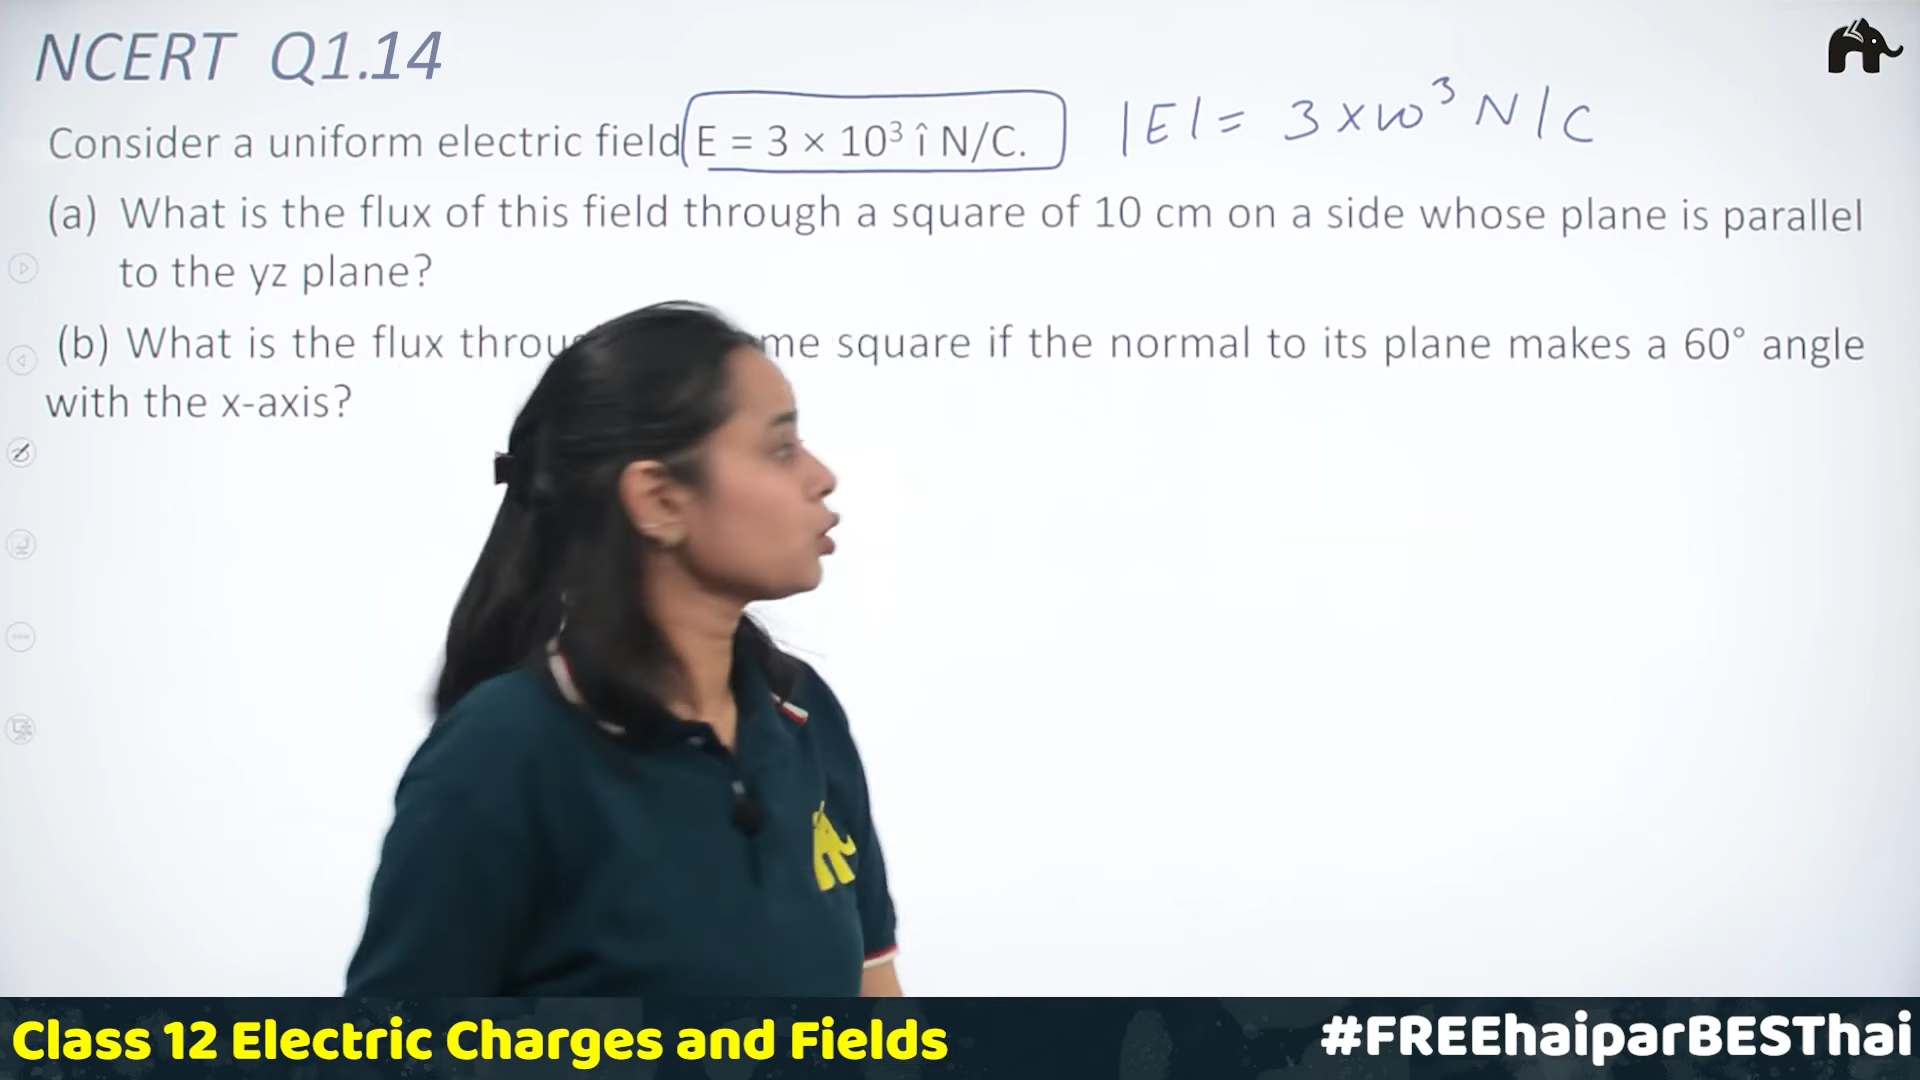 NCERT Q1.14
Consider a uniform electric field E = 3 × 10³ î N/C. |E| = 3 × 10³ N/C
(a) What is the flux of this field through a square of 10 cm on a side whose plane is parallel
to the yz plane?
(b) What is the flux square if the normal to its plane makes a 60° angle
with the x-axis?
Class 12 Electric Charges and Fields
#FREEhaiparBESThai